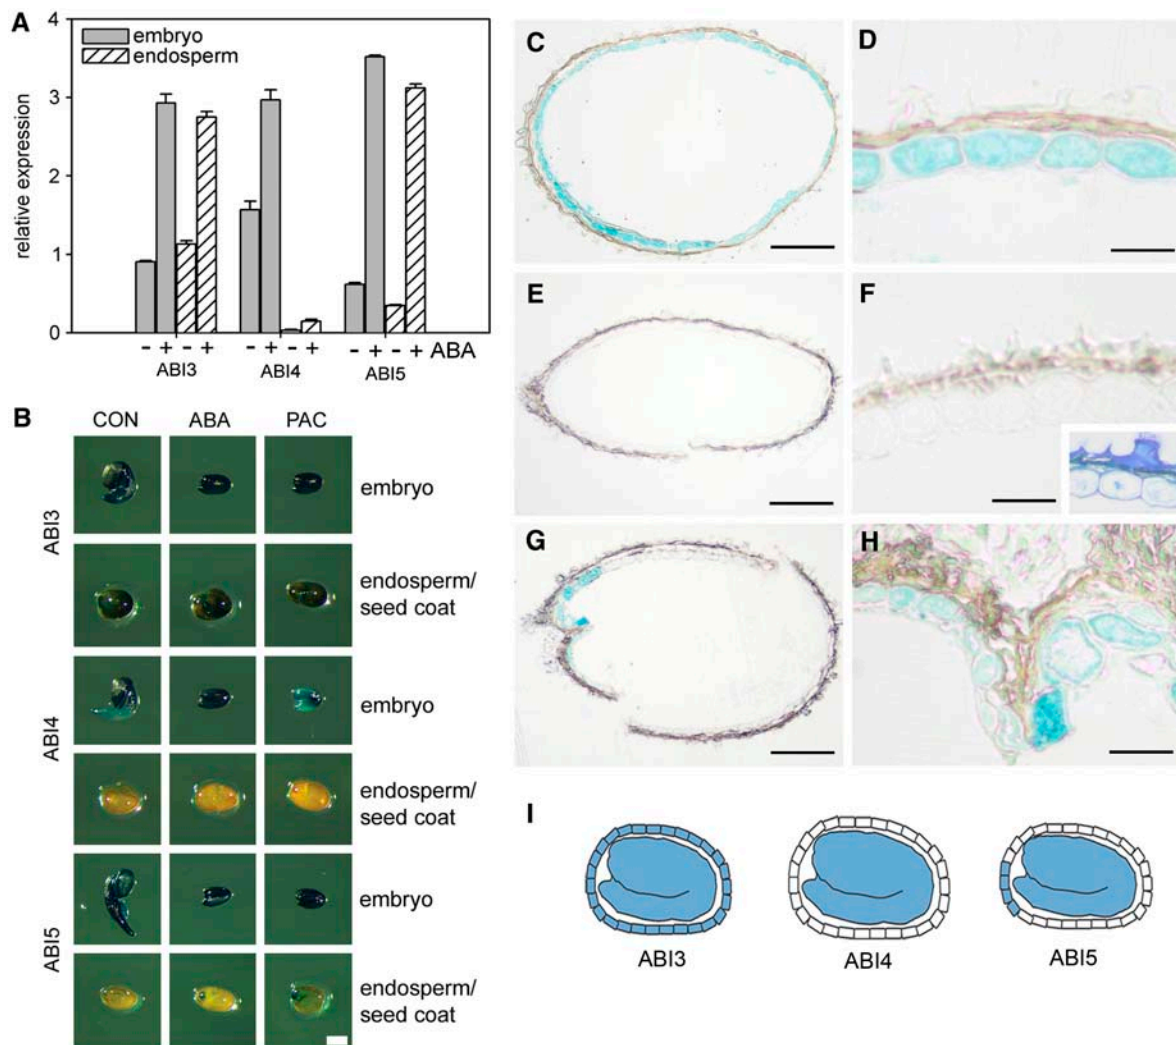 A
embryo
endosperm
relative expression
4
3
2
1
0
- + - + - + - + - + - + ABA
ABI3 ABI4 ABI5
B
CON ABA PAC
ABI3
embryo
endosperm/
seed coat
ABI4
embryo
endosperm/
seed coat
ABI5
embryo
endosperm/
seed coat
C
D
E
F
G
H
I
ABI3 ABI4 ABI5